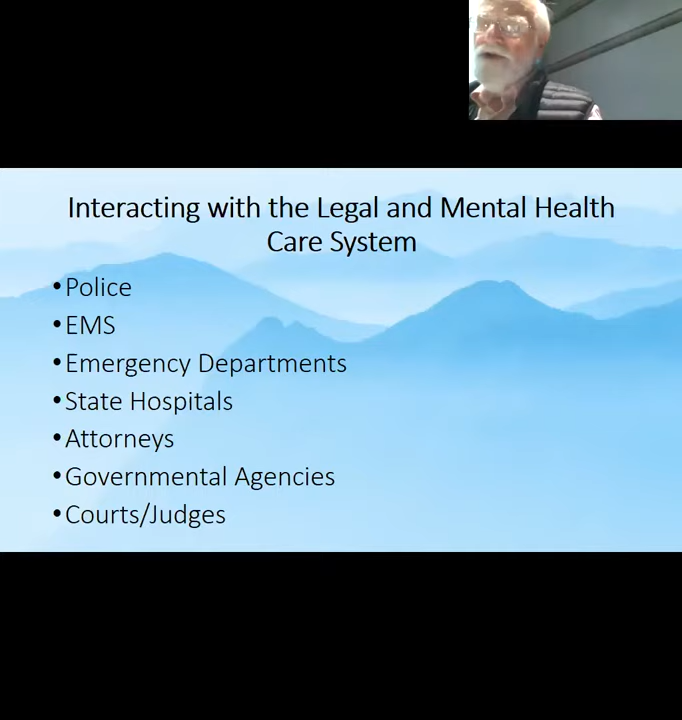 Interacting with the Legal and Mental Health
Care System
•Police
•EMS
•Emergency Departments
•State Hospitals
•Attorneys
•Governmental Agencies
•Courts/Judges